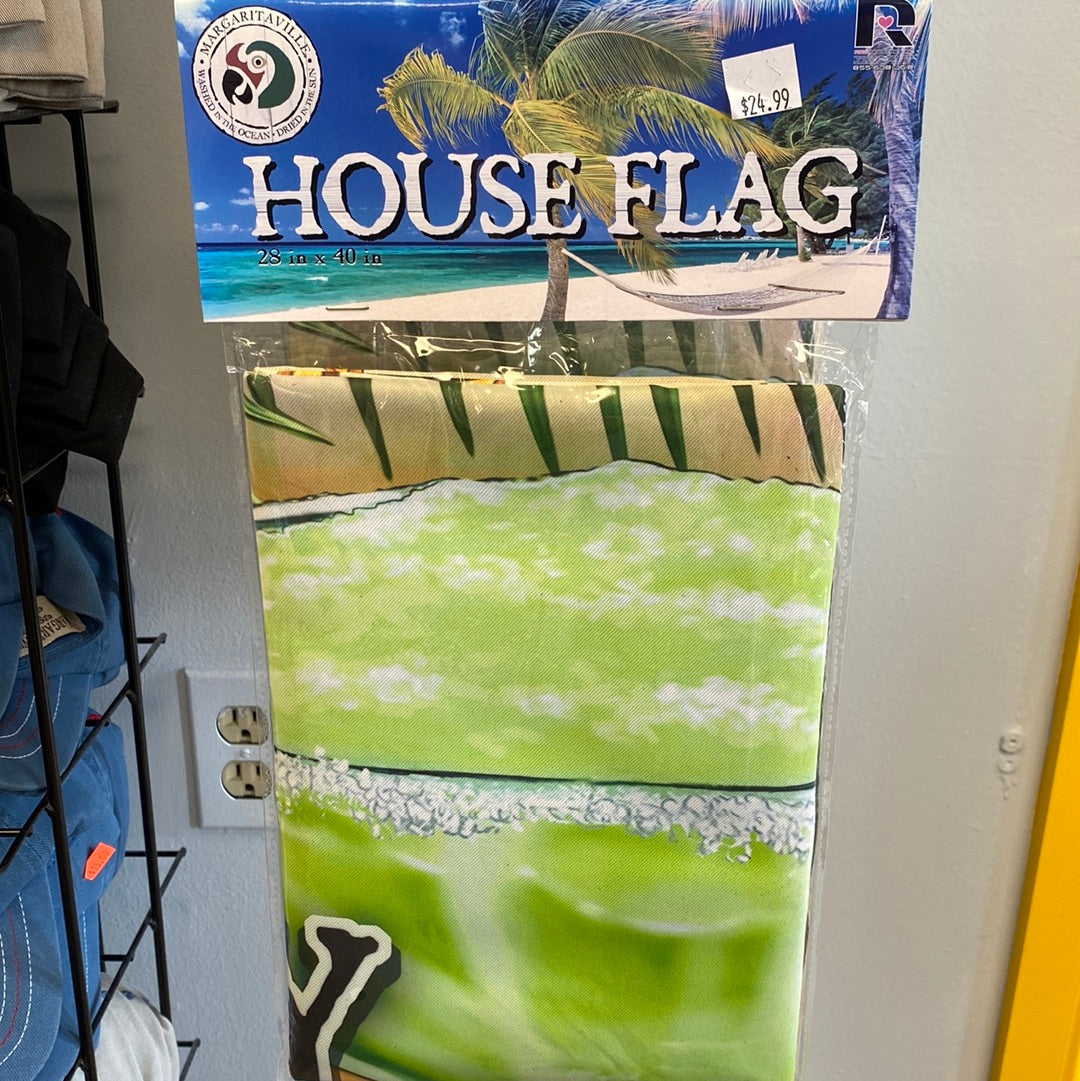 MARGARITAVILLE
WASHED IN THE OCEAN • DRIED IN THE SUN
R
$24.99
HOUSE FLAG
28 in x 40 in
Y